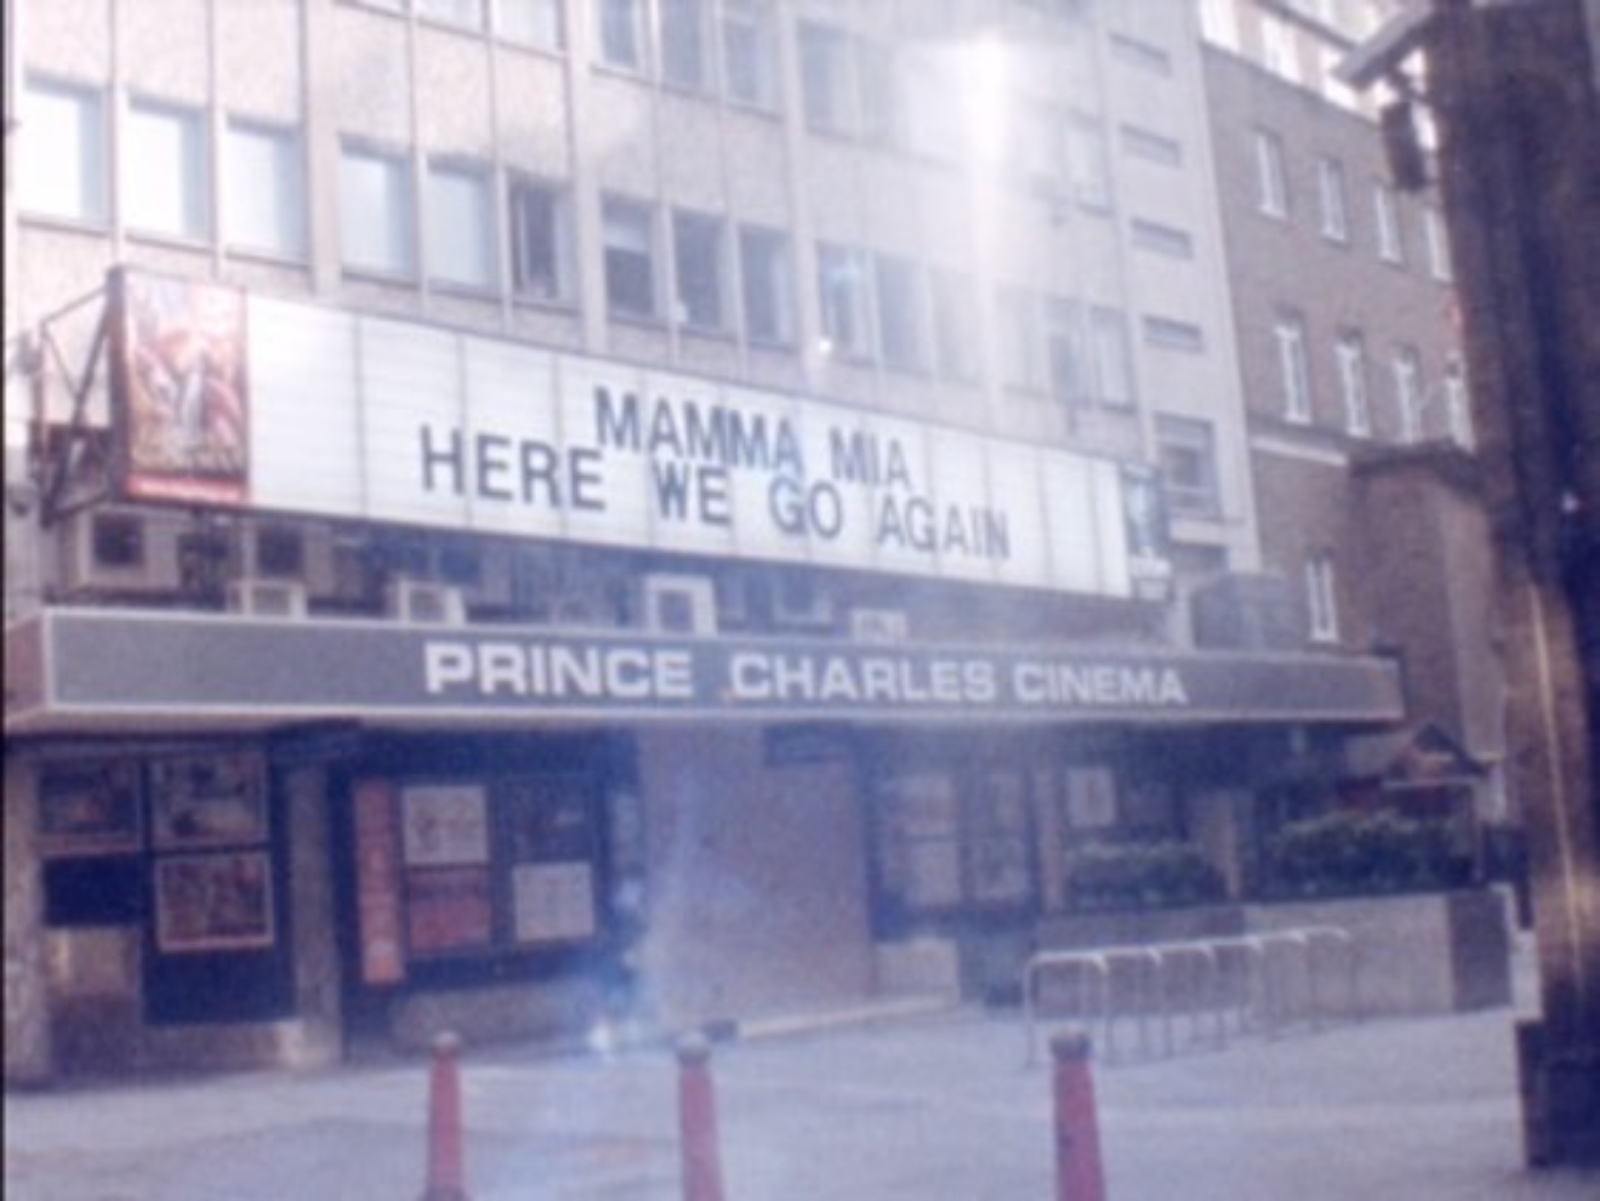 MAMMA MIA
HERE WE GO AGAIN
PRINCE CHARLES CINEMA